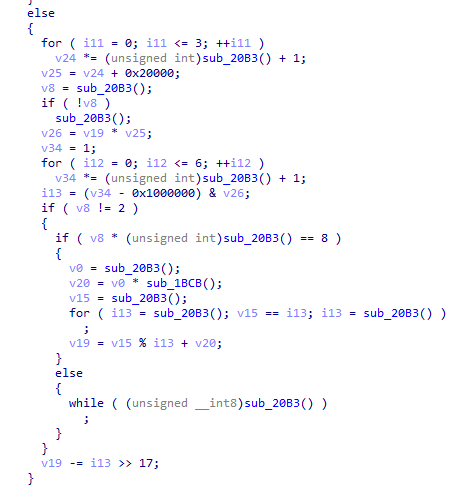 }
else
{
for ( i11 = 0; i11 <= 3; ++i11 )
v24 *= (unsigned int)sub_20B3() + 1;
v25 = v24 + 0x20000;
v8 = sub_20B3();
if ( !v8 )
sub_20B3();
v26 = v19 * v25;
v34 = 1;
for ( i12 = 0; i12 <= 6; ++i12 )
v34 *= (unsigned int)sub_20B3() + 1;
i13 = (v34 - 0x1000000) & v26;
if ( v8 != 2 )
{
if ( v8 * (unsigned int)sub_20B3() == 8 )
{
v0 = sub_20B3();
v20 = v0 * sub_1BCB();
v15 = sub_20B3();
for ( i13 = sub_20B3(); v15 == i13; i13 = sub_20B3() )
;
v19 = v15 % i13 + v20;
}
else
{
while ( (unsigned __int8)sub_20B3() )
;
}
}
v19 -= i13 >> 17;
}